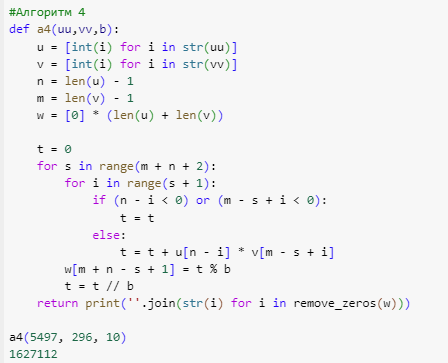 #Алгоритм 4
def a4(uu,vv,b):
    u = [int(i) for i in str(uu)]
    v = [int(i) for i in str(vv)]
    n = len(u) - 1
    m = len(v) - 1
    w = [0] * (len(u) + len(v))

    t = 0
    for s in range(m + n + 2):
        for i in range(s + 1):
            if (n - i < 0) or (m - s + i < 0):
                t = t
            else:
                t = t + u[n - i] * v[m - s + i]
        w[m + n - s + 1] = t % b
        t = t // b
    return print(''.join(str(i) for i in remove_zeros(w)))

a4(5497, 296, 10)
1627112